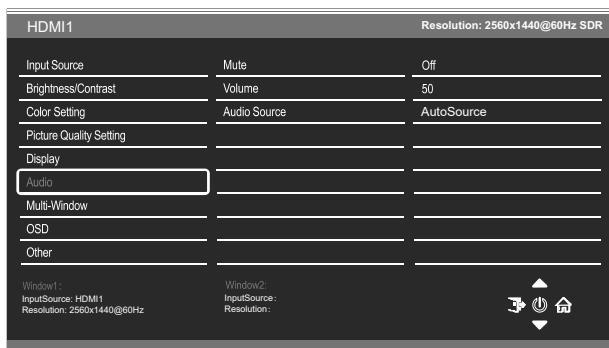 HDMI1 Resolution: 2560x1440@60Hz SDR
Input Source Mute Off
Brightness/Contrast Volume 50
Color Setting Audio Source AutoSource
Picture Quality Setting
Display
Audio
Multi-Window
OSD
Other
Window1: Window2:
InputSource: HDMI1 InputSource:
Resolution: 2560x1440@60Hz Resolution: